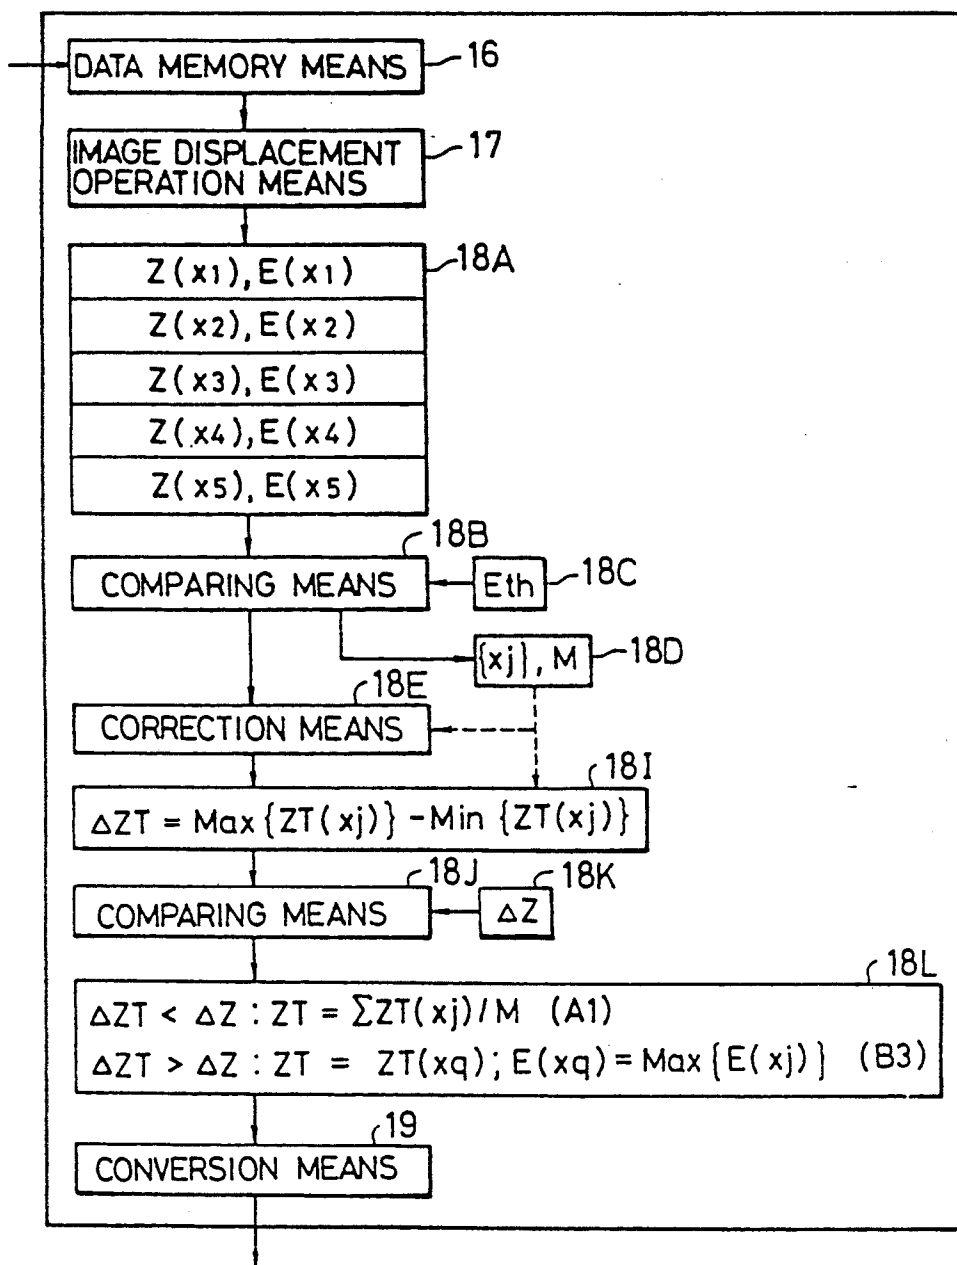 DATA MEMORY MEANS
16
IMAGE DISPLACEMENT
OPERATION MEANS
17
18A
Z(x1), E(x1)
Z(x2), E(x2)
Z(x3), E(x3)
Z(x4), E(x4)
Z(x5), E(x5)
18B
COMPARING MEANS
Eth
18C
{xj}, M
18D
18E
CORRECTION MEANS
18I
ΔZT = Max{ZT(xj)} - Min {ZT(xj)}
18J
18K
COMPARING MEANS
ΔZ
18L
ΔZT < ΔZ : ZT = ΣZT(xj)/M (A1)
ΔZT > ΔZ : ZT = ZT(xq); E(xq) = Max{E(xj)} (B3)
19
CONVERSION MEANS